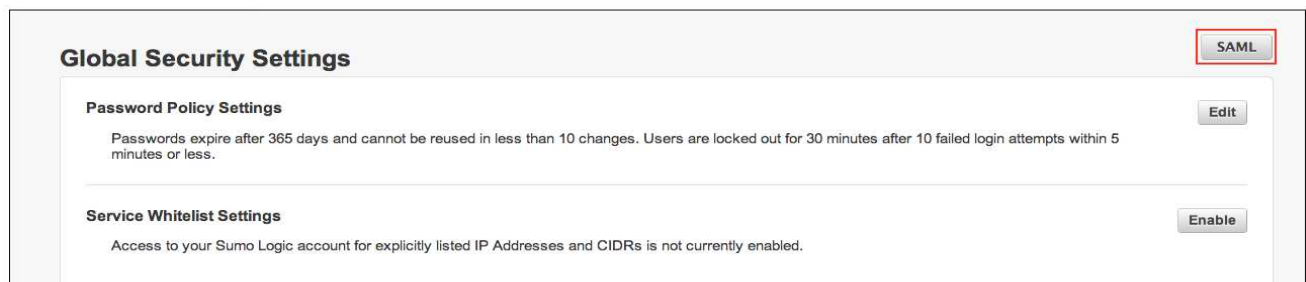 SAML
Global Security Settings
Password Policy Settings
Edit
Passwords expire after 365 days and cannot be reused in less than 10 changes. Users are locked out for 30 minutes after 10 failed login attempts within 5
minutes or less.
Service Whitelist Settings
Enable
Access to your Sumo Logic account for explicitly listed IP Addresses and CIDRs is not currently enabled.